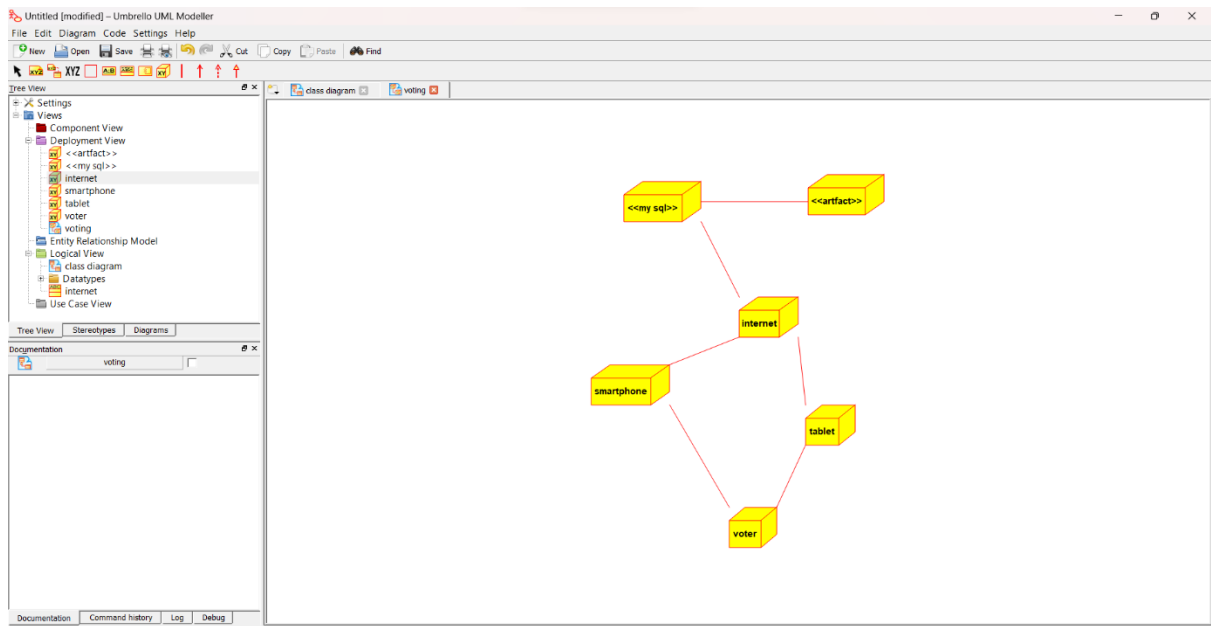 Untitled [modified] – Umbrello UML Modeller
File Edit Diagram Code Settings Help
New Open Save Cut Copy Paste Find
XYZ
Tree View
class diagram voting
Settings
Views
Component View
Deployment View
<<artfact>>
<<my sql>>
internet
smartphone
tablet
voter
voting
Entity Relationship Model
Logical View
class diagram
Datatypes
internet
Use Case View
Tree View Stereotypes Diagrams
Documentation
voting
Documentation Command history Log Debug
<<my sql>> <<artfact>>
internet
smartphone
tablet
voter